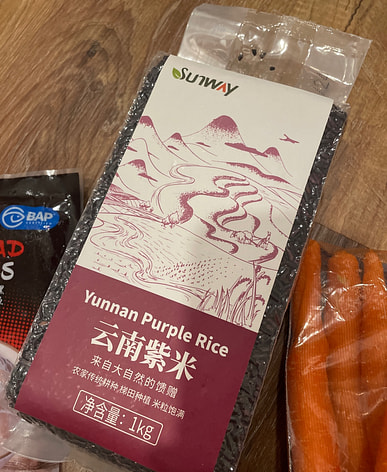 SUNWAY
BAP
AD
S
Yunnan Purple Rice
云南紫米
来自大自然的馈赠
农家传统耕种,梯田种植,米粒饱满
净含量:1kg